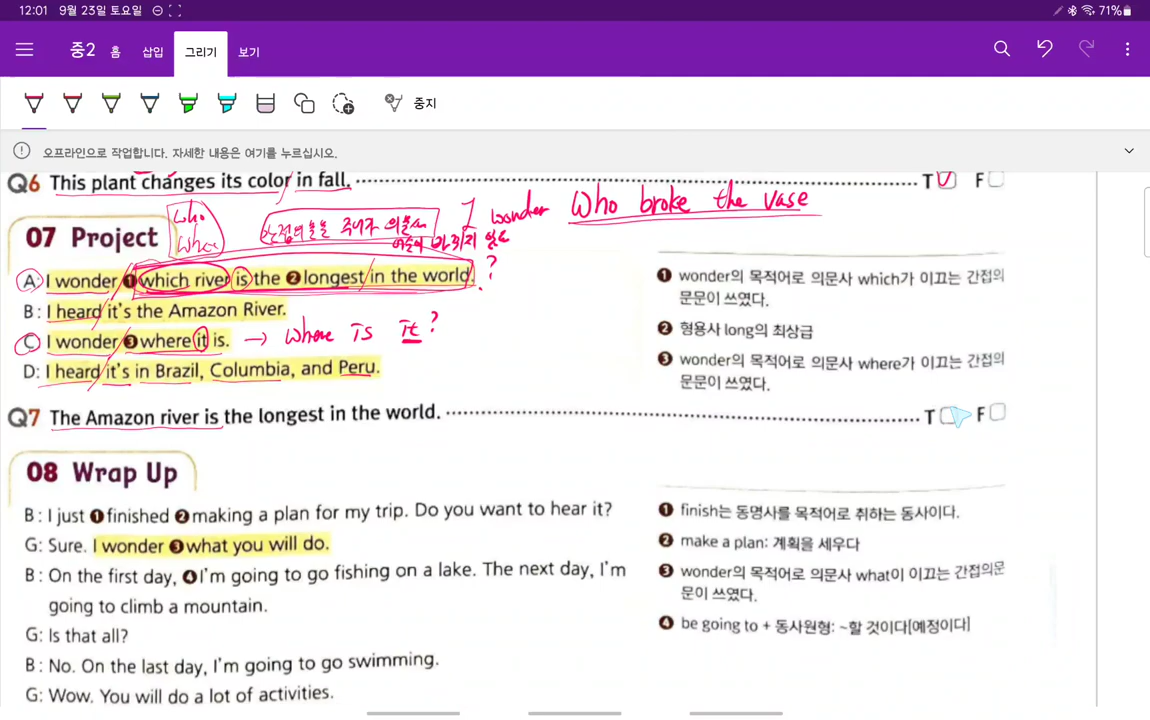 12:01 9월 23일 토요일 71%
중2 홈 삽입 그리기 보기
중지
오프라인으로 작업합니다. 자세한 내용은 여기를 누르십시오.
Q6 This plant changes its color in fall. T F
who
간접의문문 주어가 의문사
I wonder Who broke the vase
07 Project
A: I wonder ❶which river is the ❷longest in the world. ?
B: I heard it's the Amazon River.
C: I wonder ❸where it is. → Where is it?
D: I heard it's in Brazil, Columbia, and Peru.
❶ wonder의 목적어로 의문사 which가 이끄는 간접의
문문이 쓰였다.
❷ 형용사 long의 최상급
❸ wonder의 목적어로 의문사 where가 이끄는 간접의
문문이 쓰였다.
Q7 The Amazon river is the longest in the world. T F
08 Wrap Up
B: I just ❶finished ❷making a plan for my trip. Do you want to hear it?
G: Sure. I wonder ❸what you will do.
B: On the first day, ❹I'm going to go fishing on a lake. The next day, I'm
going to climb a mountain.
G: Is that all?
B: No. On the last day, I'm going to go swimming.
G: Wow. You will do a lot of activities.
❶ finish는 동명사를 목적어로 취하는 동사이다.
❷ make a plan: 계획을 세우다
❸ wonder의 목적어로 의문사 what이 이끄는 간접의문
문이 쓰였다.
❹ be going to + 동사원형: ~할 것이다[예정이다]